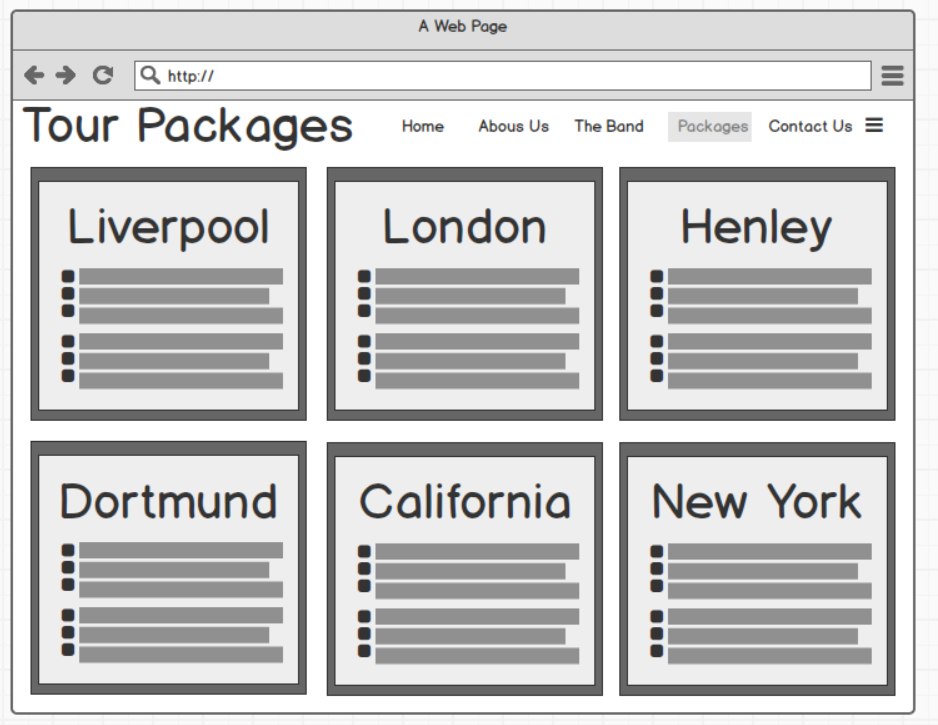 A Web Page
http://
Tour Packages
Home Abous Us The Band Packages Contact Us
Liverpool London Henley
Dortmund California New York